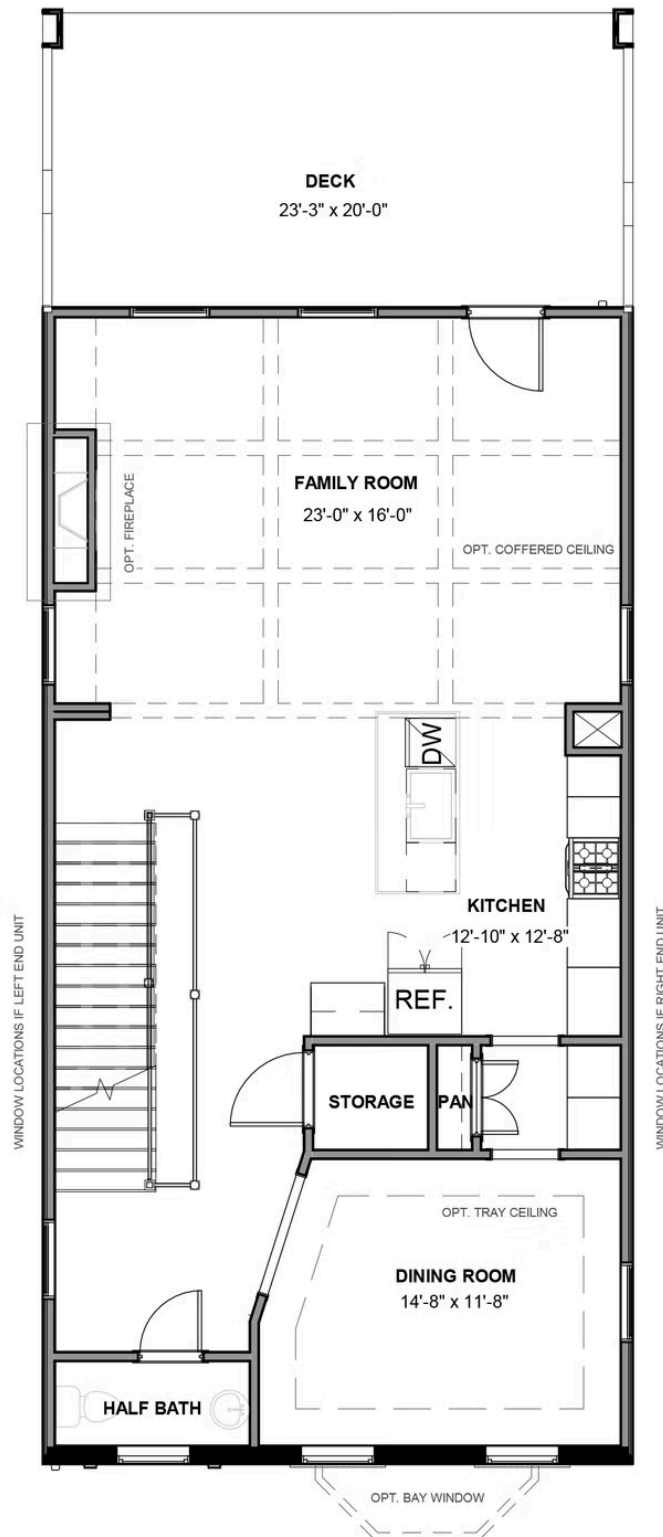 DECK
23'-3" x 20'-0"
FAMILY ROOM
23'-0" x 16'-0"
OPT. FIREPLACE
OPT. COFFERED CEILING
DW
KITCHEN
12'-10" x 12'-8"
REF.
WINDOW LOCATIONS IF LEFT END UNIT
WINDOW LOCATIONS IF RIGHT END UNIT
STORAGE
PAN
OPT. TRAY CEILING
DINING ROOM
14'-8" x 11'-8"
HALF BATH
OPT. BAY WINDOW